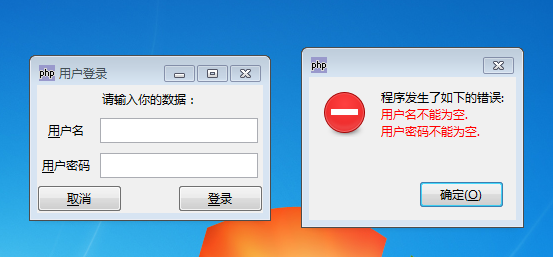 php 用户登录
请输入你的数据：
用户名
用户密码
取消 登录
php
程序发生了如下的错误:
用户名不能为空.
用户密码不能为空.
确定(O)